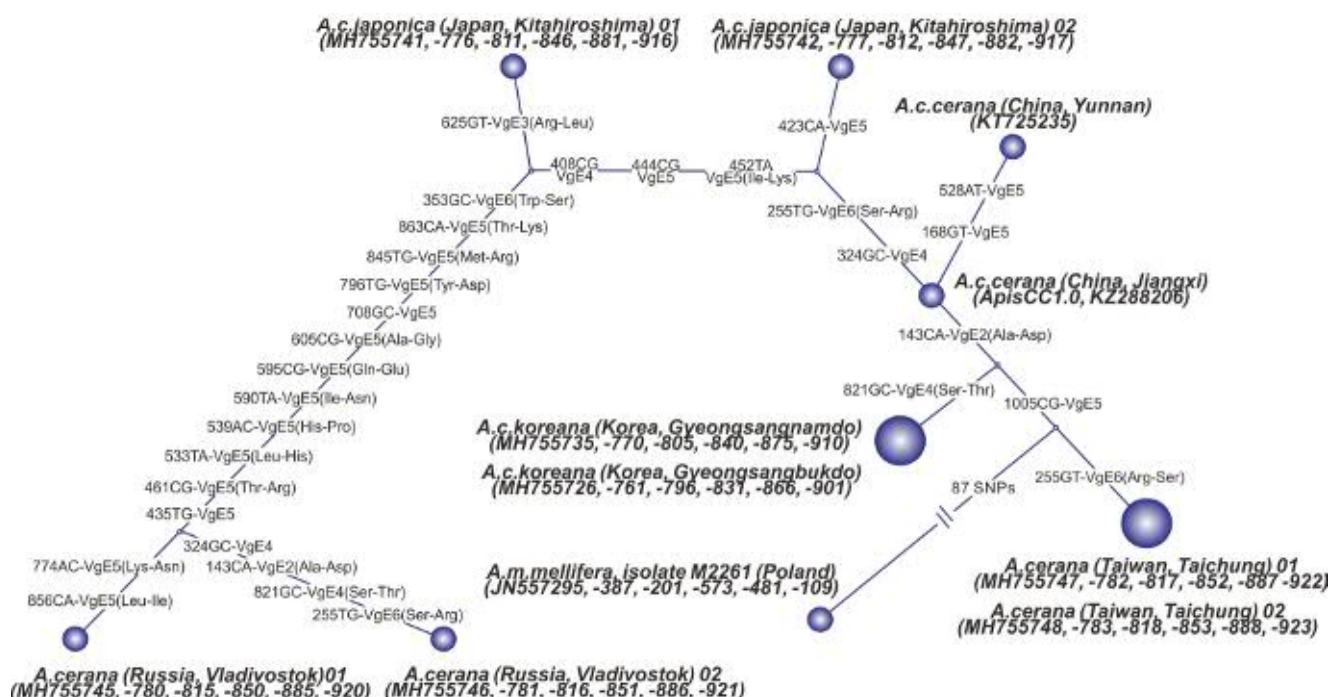 A.c.japonica (Japan, Kitahiroshima) 01
(MH755741, -776, -811, -846, -881, -916)
A.c.japonica (Japan, Kitahiroshima) 02
(MH755742, -777, -812, -847, -882, -917)
A.c.cerana (China, Yunnan)
(KT725235)
625GT-VgE3(Arg-Leu)
423CA-VgE5
408CG
VgE4
444CG
VgE5
452TA
VgE5(Ile-Lys)
528AT-VgE5
168GT-VgE5
353GC-VgE6(Trp-Ser)
863CA-VgE5(Thr-Lys)
845TG-VgE5(Met-Arg)
796TG-VgE5(Tyr-Asp)
708GC-VgE5
605CG-VgE5(Ala-Gly)
595CG-VgE5(Gln-Glu)
590TA-VgE5(Ile-Asn)
539AC-VgE5(His-Pro)
533TA-VgE5(Leu-His)
461CG-VgE5(Thr-Arg)
435TG-VgE5
255TG-VgE6(Ser-Arg)
324GC-VgE4
A.c.cerana (China, Jiangxi)
(ApisCC1.0, KZ288206)
143CA-VgE2(Ala-Asp)
821GC-VgE4(Ser-Thr)
1005CG-VgE5
A.c.koreana (Korea, Gyeongsangnamdo)
(MH755735, -770, -805, -840, -875, -910)
A.c.koreana (Korea, Gyeongsangbukdo)
(MH755726, -761, -796, -831, -866, -901)
87 SNPs
255GT-VgE6(Arg-Ser)
A.m.mellifera, isolate M2261 (Poland)
(JN557295, -387, -201, -573, -481, -109)
A.cerana (Taiwan, Taichung) 01
(MH755747, -782, -817, -852, -887 -922)
A.cerana (Taiwan, Taichung) 02
(MH755748, -783, -818, -853, -888, -923)
774AC-VgE5(Lys-Asn)
856CA-VgE5(Leu-Ile)
324GC-VgE4
143CA-VgE2(Ala-Asp)
821GC-VgE4(Ser-Thr)
255TG-VgE6(Ser-Arg)
A.cerana (Russia, Vladivostok)01
(MH755745, -780, -815, -850, -885, -920)
A.cerana (Russia, Vladivostok) 02
(MH755746, -781, -816, -851, -886, -921)